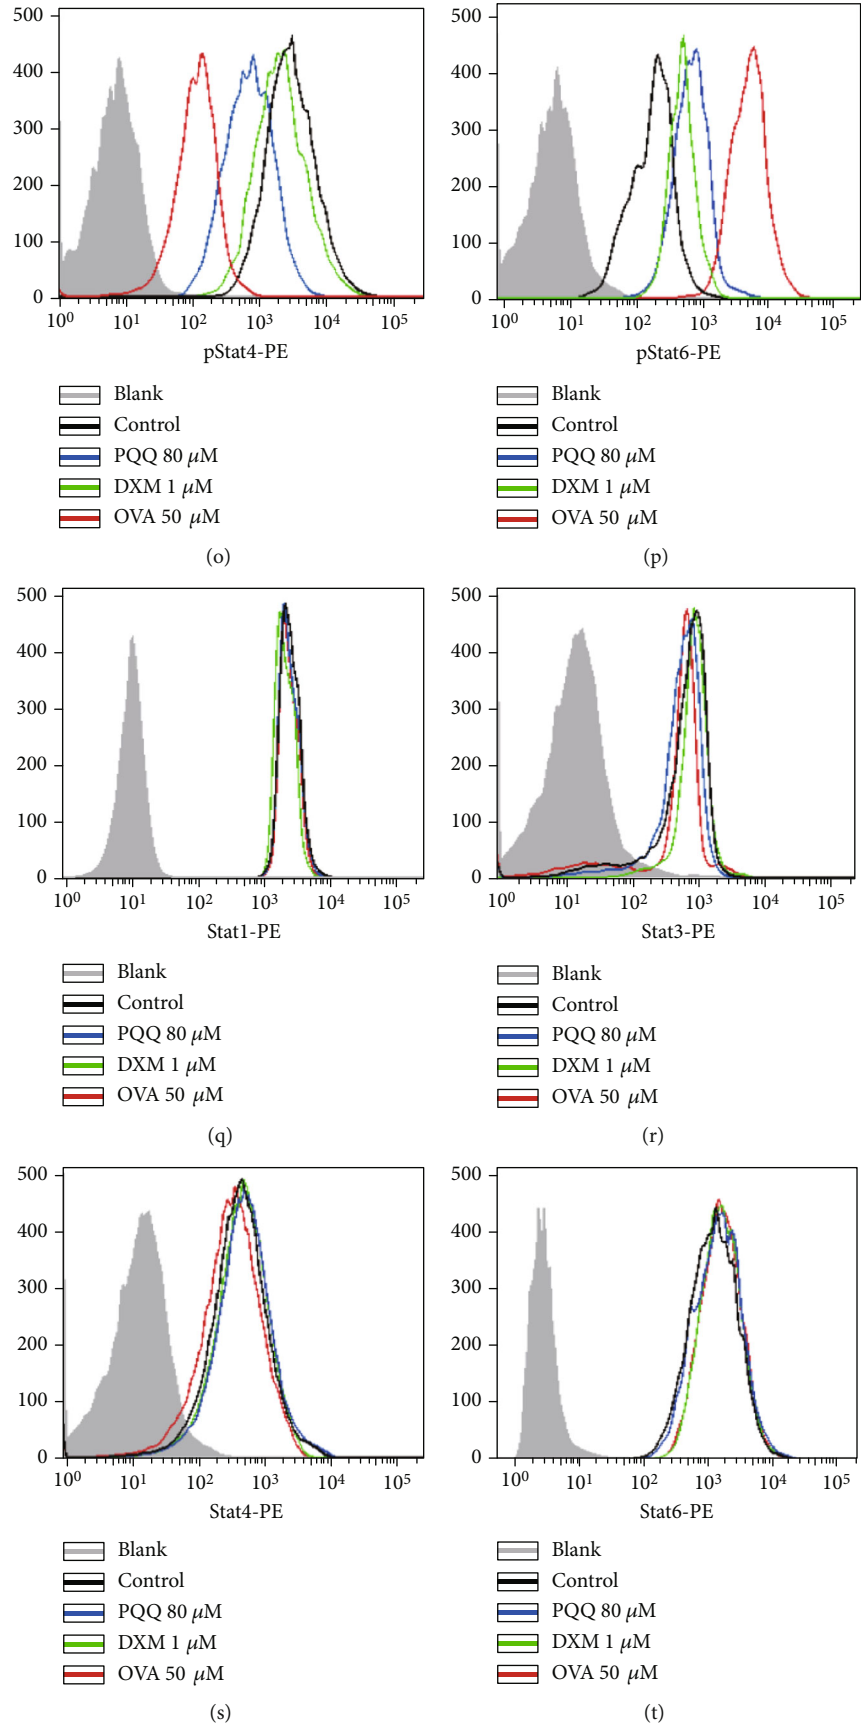 500
400
300
200
100
0
10⁰ 10¹ 10² 10³ 10⁴ 10⁵
pStat4-PE
Blank
Control
PQQ 80 μM
DXM 1 μM
OVA 50 μM
(o)
500
400
300
200
100
0
10⁰ 10¹ 10² 10³ 10⁴ 10⁵
pStat6-PE
Blank
Control
PQQ 80 μM
DXM 1 μM
OVA 50 μM
(p)
500
400
300
200
100
0
10⁰ 10¹ 10² 10³ 10⁴ 10⁵
Stat1-PE
Blank
Control
PQQ 80 μM
DXM 1 μM
OVA 50 μM
(q)
500
400
300
200
100
0
10⁰ 10¹ 10² 10³ 10⁴ 10⁵
Stat3-PE
Blank
Control
PQQ 80 μM
DXM 1 μM
OVA 50 μM
(r)
500
400
300
200
100
0
10⁰ 10¹ 10² 10³ 10⁴ 10⁵
Stat4-PE
Blank
Control
PQQ 80 μM
DXM 1 μM
OVA 50 μM
(s)
500
400
300
200
100
0
10⁰ 10¹ 10² 10³ 10⁴ 10⁵
Stat6-PE
Blank
Control
PQQ 80 μM
DXM 1 μM
OVA 50 μM
(t)